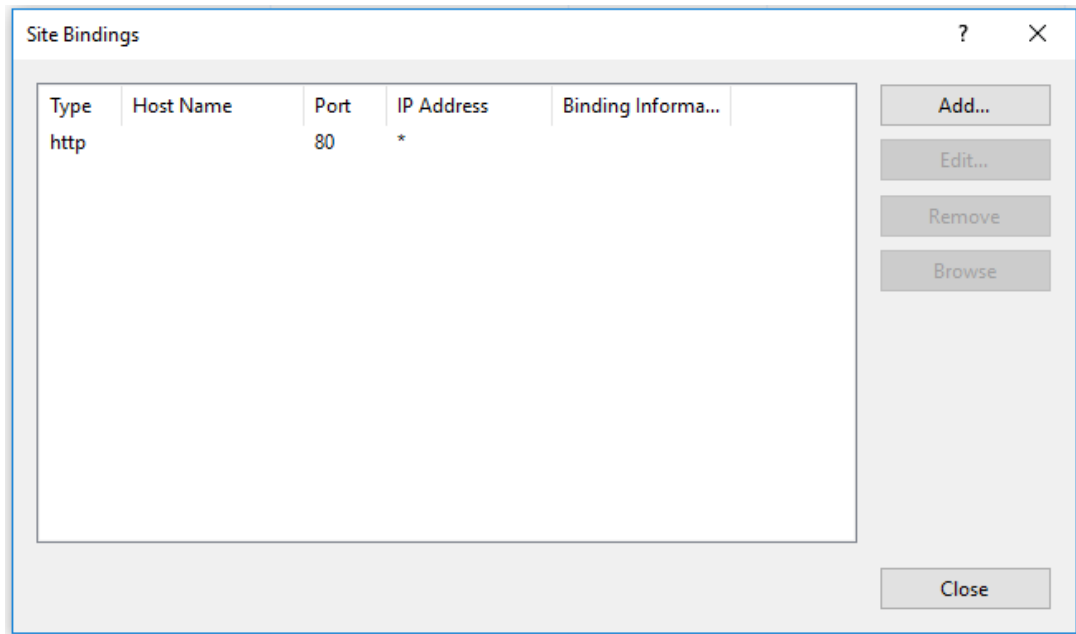 Site Bindings ? ×
Type Host Name Port IP Address Binding Informa...
http 80 *
Add...
Edit...
Remove
Browse
Close